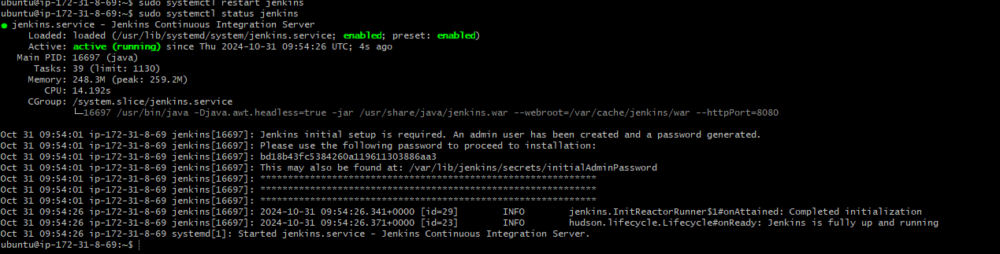 ubuntu@ip-172-31-8-69:~$ sudo systemctl restart jenkins
ubuntu@ip-172-31-8-69:~$ sudo systemctl status jenkins
● jenkins.service - Jenkins Continuous Integration Server
Loaded: loaded (/usr/lib/systemd/system/jenkins.service; enabled; preset: enabled)
Active: active (running) since Thu 2024-10-31 09:54:26 UTC; 4s ago
Main PID: 16697 (java)
Tasks: 39 (limit: 1130)
Memory: 248.3M (peak: 259.2M)
CPU: 14.192s
CGroup: /system.slice/jenkins.service
└─16697 /usr/bin/java -Djava.awt.headless=true -jar /usr/share/java/jenkins.war --webroot=/var/cache/jenkins/war --httpPort=8080
Oct 31 09:54:01 ip-172-31-8-69 jenkins[16697]: Jenkins initial setup is required. An admin user has been created and a password generated.
Oct 31 09:54:01 ip-172-31-8-69 jenkins[16697]: Please use the following password to proceed to installation:
Oct 31 09:54:01 ip-172-31-8-69 jenkins[16697]: bd18b43fc5384260a119611303886aa3
Oct 31 09:54:01 ip-172-31-8-69 jenkins[16697]: This may also be found at: /var/lib/jenkins/secrets/initialAdminPassword
Oct 31 09:54:01 ip-172-31-8-69 jenkins[16697]: *************************************************************
Oct 31 09:54:01 ip-172-31-8-69 jenkins[16697]: *************************************************************
Oct 31 09:54:01 ip-172-31-8-69 jenkins[16697]: *************************************************************
Oct 31 09:54:26 ip-172-31-8-69 jenkins[16697]: 2024-10-31 09:54:26.341+0000 [id=29] INFO jenkins.InitReactorRunner$1#onAttained: Completed initialization
Oct 31 09:54:26 ip-172-31-8-69 jenkins[16697]: 2024-10-31 09:54:26.371+0000 [id=23] INFO hudson.lifecycle.Lifecycle#onReady: Jenkins is fully up and running
Oct 31 09:54:26 ip-172-31-8-69 systemd[1]: Started jenkins.service - Jenkins Continuous Integration Server.
ubuntu@ip-172-31-8-69:~$